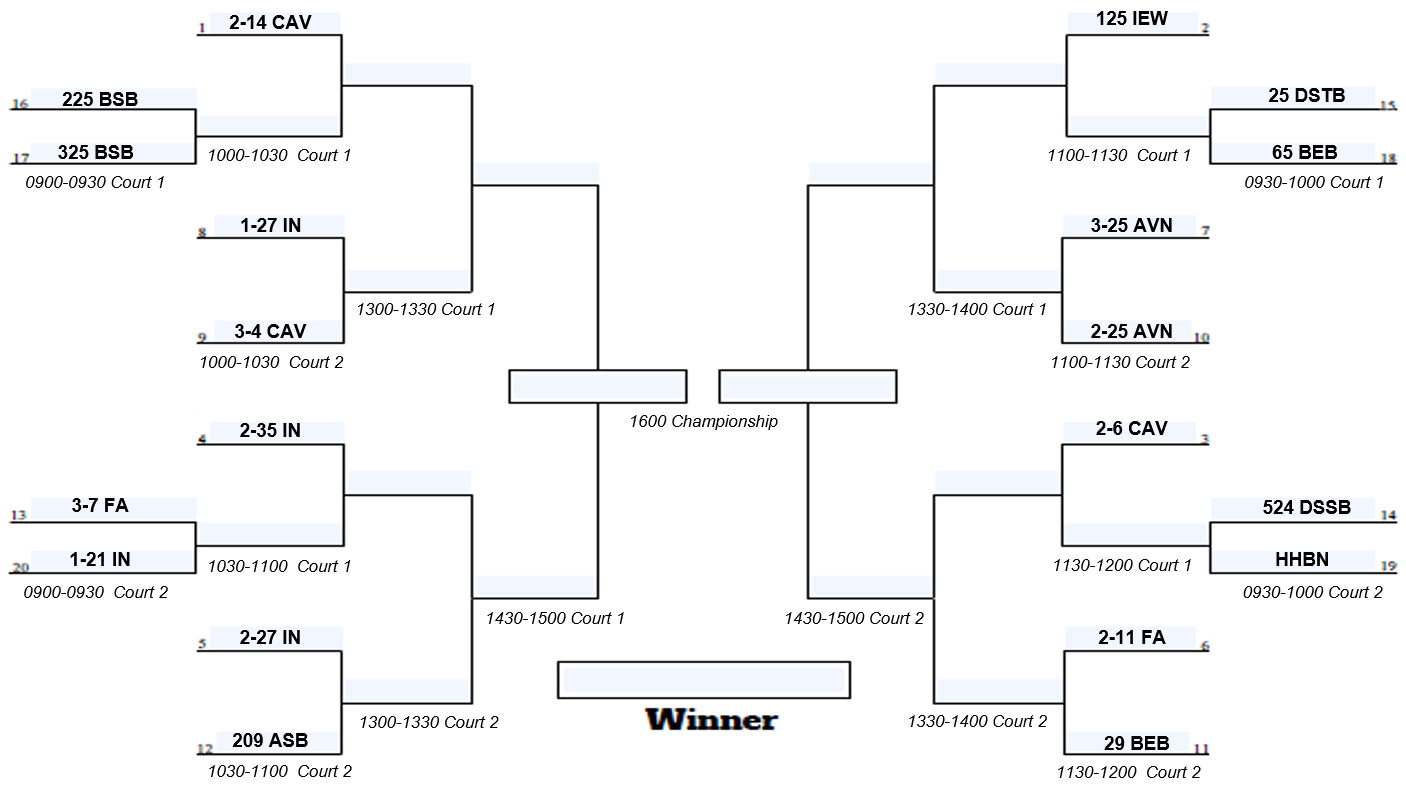 1 2-14 CAV
16 225 BSB
17 325 BSB
0900-0930 Court 1
1000-1030 Court 1
8 1-27 IN
9 3-4 CAV
1000-1030 Court 2
1300-1330 Court 1
4 2-35 IN
13 3-7 FA
20 1-21 IN
0900-0930 Court 2
1030-1100 Court 1
5 2-27 IN
12 209 ASB
1030-1100 Court 2
1300-1330 Court 2
1430-1500 Court 1
1600 Championship
Winner
125 IEW 2
25 DSTB 15
65 BEB 18
0930-1000 Court 1
1100-1130 Court 1
3-25 AVN 7
2-25 AVN 10
1100-1130 Court 2
1330-1400 Court 1
2-6 CAV 3
524 DSSB 14
HHBN 19
0930-1000 Court 2
1130-1200 Court 1
2-11 FA 6
29 BEB 11
1130-1200 Court 2
1330-1400 Court 2
1430-1500 Court 2